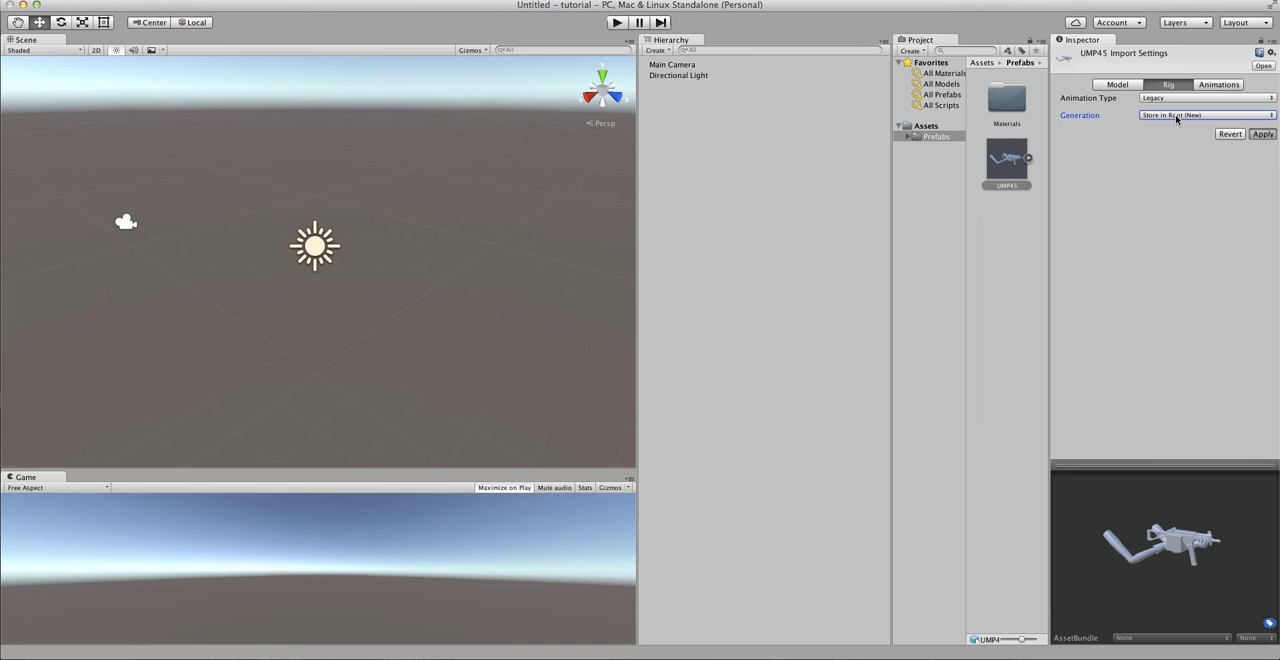 Untitled - tutorial - PC, Mac & Linux Standalone (Personal)
Center Local Account Layers Layout
Scene Hierarchy Project Inspector
Shaded 2D Gizmos All Create All Create
UMP45 Import Settings
Open
Main Camera
Directional Light
Favorites
All Materials
All Models
All Prefabs
All Scripts
Assets
Prefabs
Assets Prefabs
Materials
UMP45
Model Rig Animations
Animation Type Legacy
Generation Store in Root (New)
Revert Apply
y
Persp
Game
Free Aspect Maximize on Play Mute audio Stats Gizmos
UMP4
AssetBundle None None